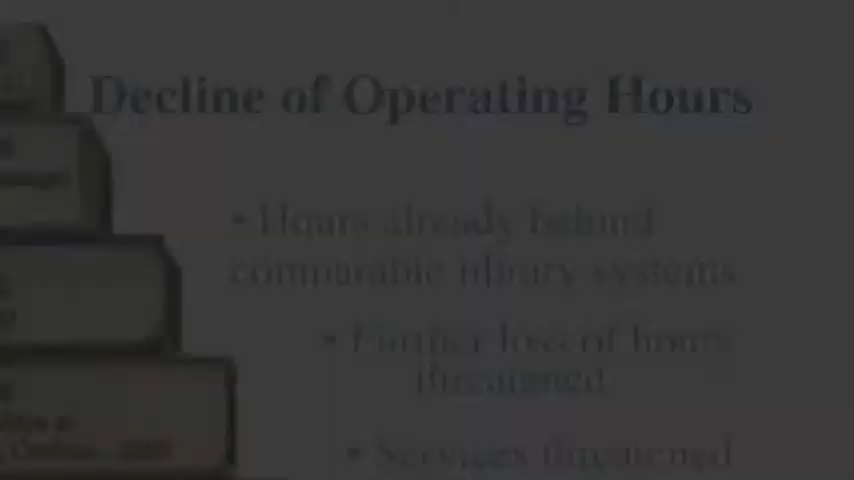 Decline of Operating Hours
• Hours already behind
comparable library systems
• Further loss of hours
threatened
• Services threatened